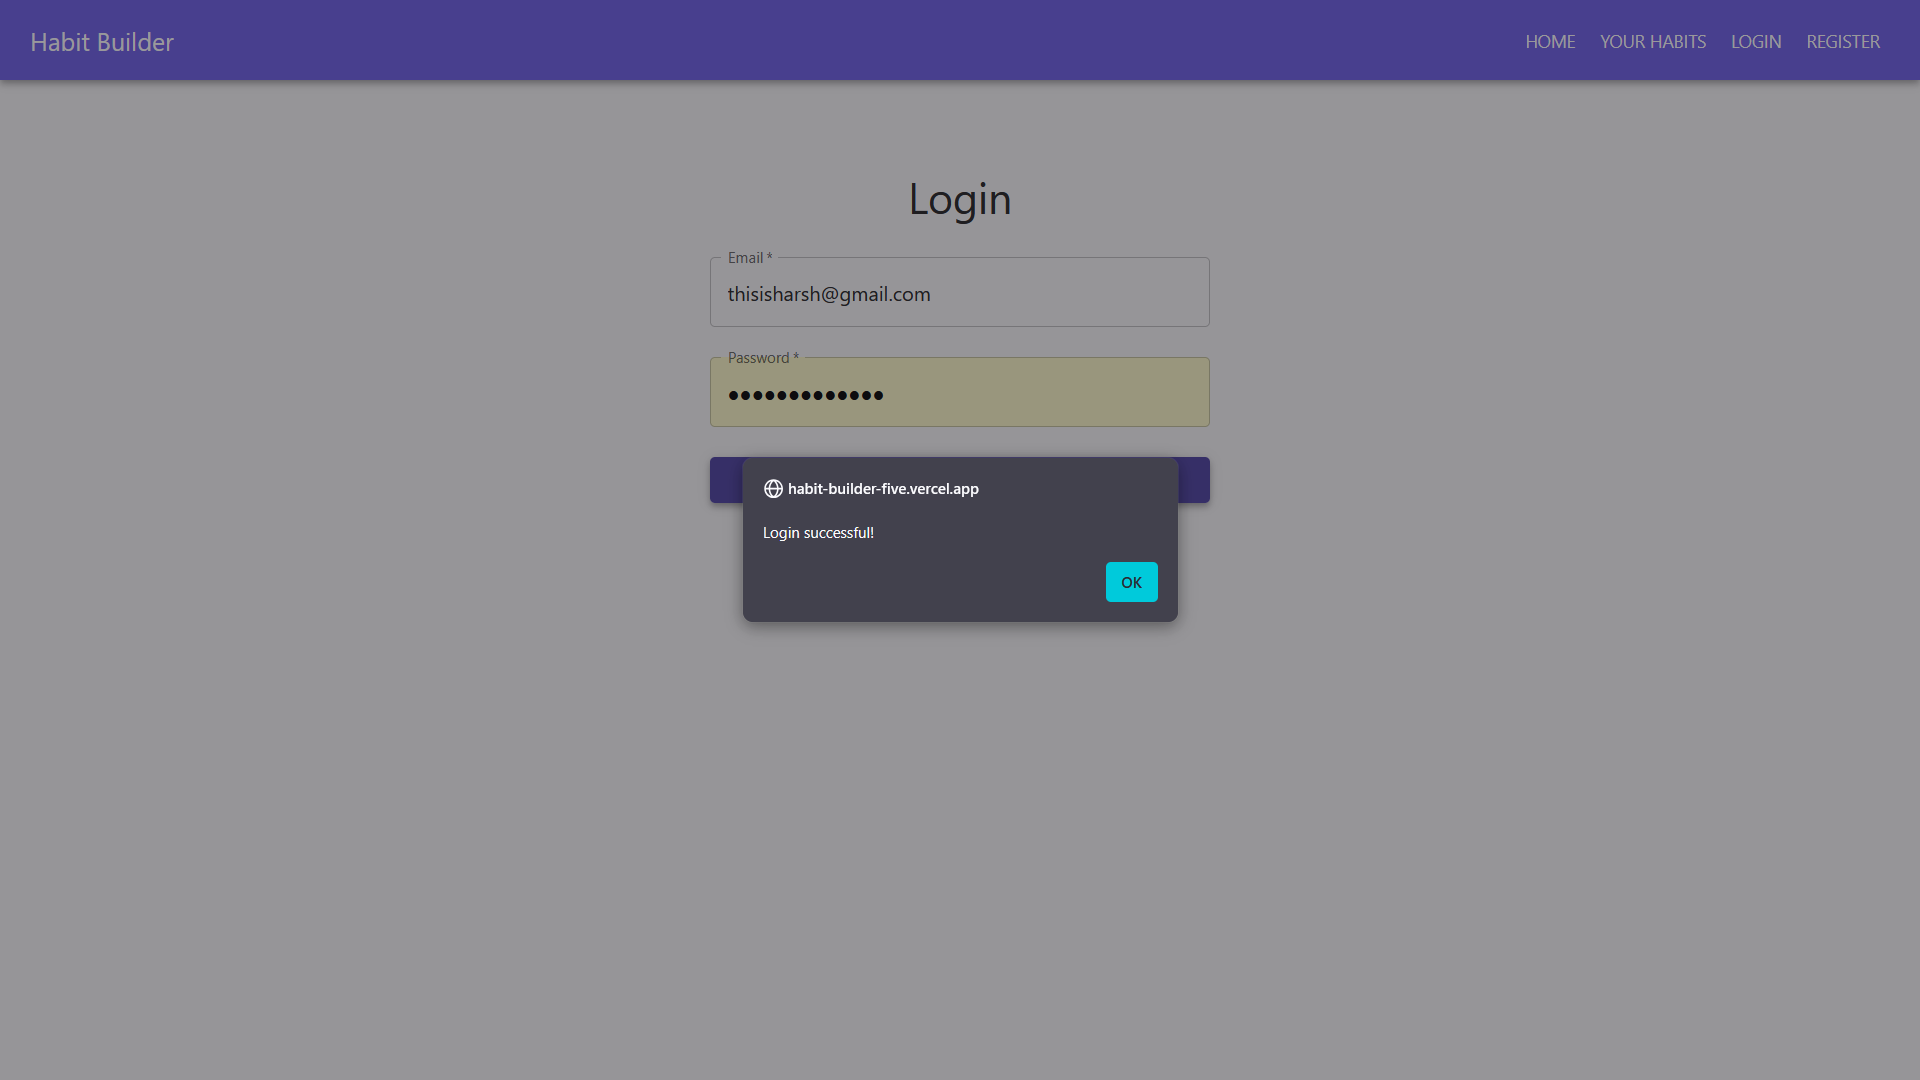 Habit Builder
HOME YOUR HABITS LOGIN REGISTER
Login
Email *
thisisharsh@gmail.com
Password *
•••••••••••••
habit-builder-five.vercel.app
Login successful!
OK